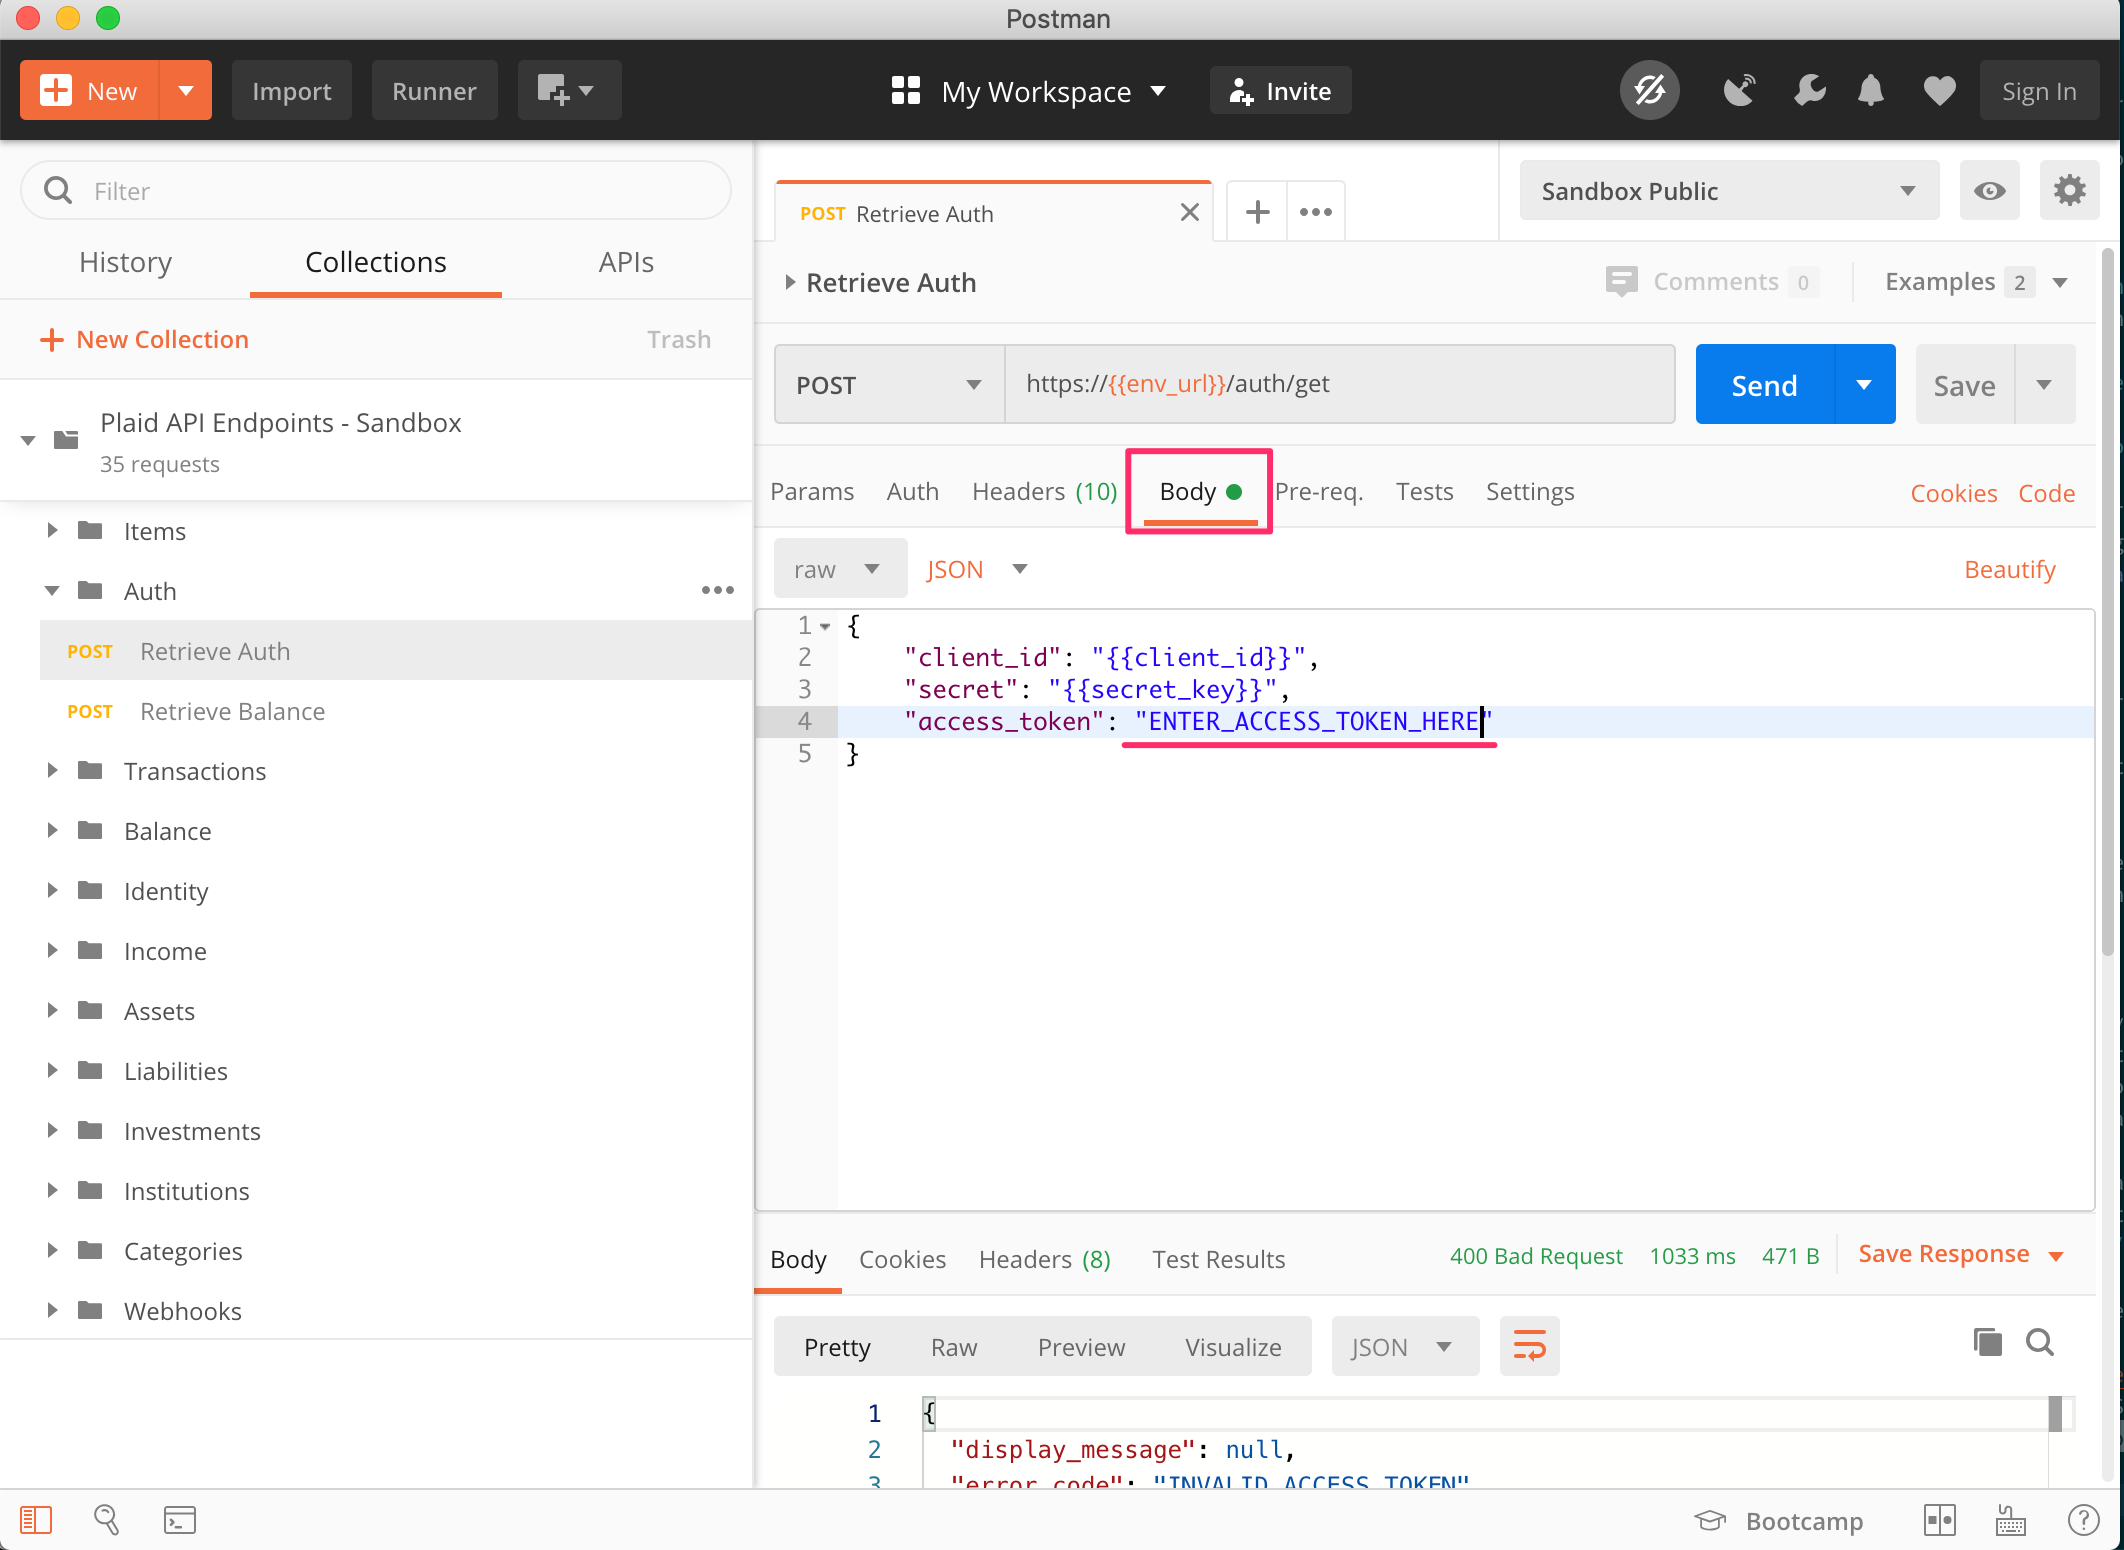 Postman
New
Import
Runner
My Workspace
Invite
Sign In
Filter
History
Collections
APIs
New Collection
Trash
Plaid API Endpoints - Sandbox
35 requests
Items
Auth
POST Retrieve Auth
POST Retrieve Balance
Transactions
Balance
Identity
Income
Assets
Liabilities
Investments
Institutions
Categories
Webhooks
POST Retrieve Auth
Sandbox Public
Retrieve Auth
Comments 0
Examples 2
POST
https://{{env_url}}/auth/get
Send
Save
Params
Auth
Headers (10)
Body
Pre-req.
Tests
Settings
Cookies
Code
raw
JSON
Beautify
1 {
2 "client_id": "{{client_id}}",
3 "secret": "{{secret_key}}",
4 "access_token": "ENTER_ACCESS_TOKEN_HERE"
5 }
Body
Cookies
Headers (8)
Test Results
400 Bad Request
1033 ms
471 B
Save Response
Pretty
Raw
Preview
Visualize
JSON
1 {
2 "display_message": null,
3 "error_code": "INVALID_ACCESS_TOKEN"
Bootcamp